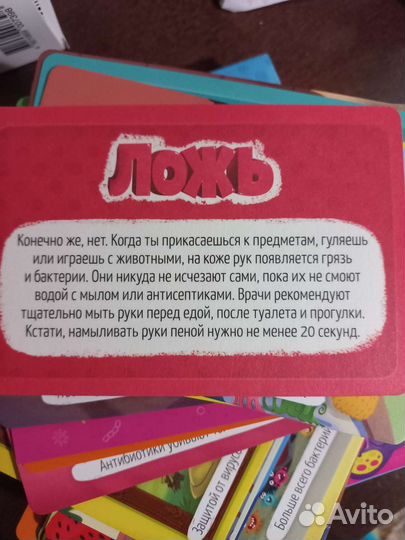 ЛОЖЬ
Конечно же, нет. Когда ты прикасаешься к предметам, гуляешь
или играешь с животными, на коже рук появляется грязь
и бактерии. Они никуда не исчезают сами, пока их не смоют
водой с мылом или антисептиками. Врачи рекомендуют
тщательно мыть руки перед едой, после туалета и прогулки.
Кстати, намыливать руки пеной нужно не менее 20 секунд.
Антибиотики убивают
Защитой от вирус
Больше всего бактери
Avito